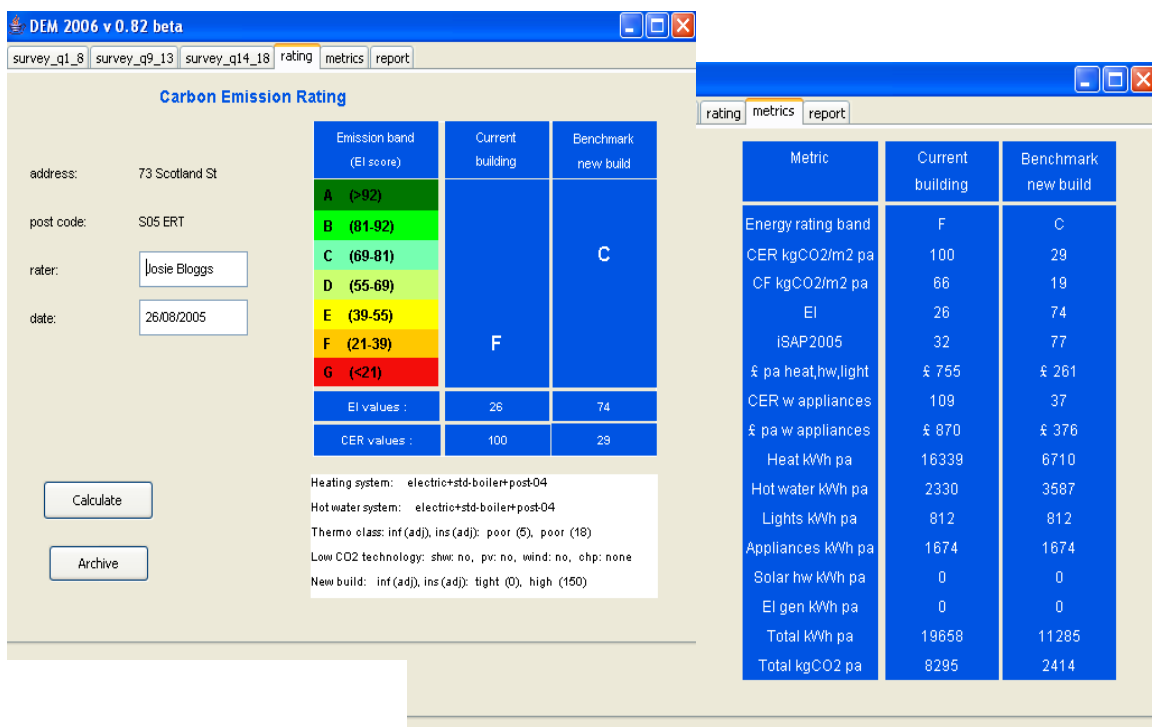 DEM 2006 v 0.82 beta
survey_q1_8 survey_q9_13 survey_q14_18 rating metrics report
Carbon Emission Rating
address: 73 Scotland St
post code: S05 ERT
rater: Josie Bloggs
date: 26/08/2005
Calculate
Archive
Emission band (EI score) Current building Benchmark new build
A (>92)
B (81-92)
C (69-81) C
D (55-69)
E (39-55)
F (21-39) F
G (<21)
EI values : 26 74
CER values : 100 29
Heating system: electric+std-boiler+post-04
Hot water system: electric+std-boiler+post-04
Thermo class: inf (adj), ins (adj): poor (5), poor (18)
Low CO2 technology: shw: no, pv: no, wind: no, chp: none
New build: inf (adj), ins (adj): tight (0), high (150)
rating metrics report
Metric Current building Benchmark new build
Energy rating band F C
CER kgCO2/m2 pa 100 29
CF kgCO2/m2 pa 66 19
EI 26 74
iSAP2005 32 77
£ pa heat,hw,light £ 755 £ 261
CER w appliances 109 37
£ pa w appliances £ 870 £ 376
Heat kWh pa 16339 6710
Hot water kWh pa 2330 3587
Lights kWh pa 812 812
Appliances kWh pa 1674 1674
Solar hw kWh pa 0 0
El gen kWh pa 0 0
Total kWh pa 19658 11285
Total kgCO2 pa 8295 2414